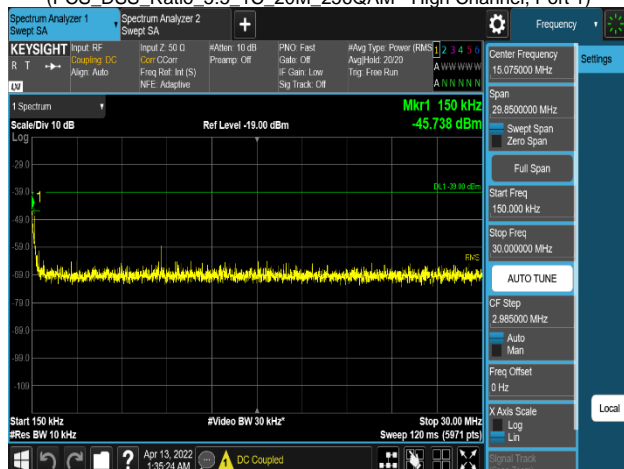 (PCS_DSS_Ratio_5:5_1C_20M_256QAM - High Channel, Port 1)
Spectrum Analyzer 1
Swept SA
Spectrum Analyzer 2
Swept SA
+
Frequency
KEYSIGHT
R T
LXI
Input: RF
Coupling: DC
Align: Auto
Input Z: 50 Ω
Corr CCorr
Freq Ref: Int (S)
NFE: Adaptive
#Atten: 10 dB
Preamp: Off
PNO: Fast
Gate: Off
IF Gain: Low
Sig Track: Off
#Avg Type: Power (RMS
Avg|Hold: 20/20
Trig: Free Run
1 2 3 4 5 6
A W W W W W
A N N N N N
1 Spectrum
Scale/Div 10 dB
Log
Ref Level -19.00 dBm
Mkr1 150 kHz
-45.738 dBm
-29.0
-39.0
-49.0
-59.0
-69.0
-79.0
-89.0
-99.0
-109
1
DL1 -39.00 dBm
RMS
Start 150 kHz
#Res BW 10 kHz
#Video BW 30 kHz*
Stop 30.00 MHz
Sweep 120 ms (5971 pts)
Center Frequency
15.075000 MHz
Settings
Span
29.8500000 MHz
Swept Span
Zero Span
Full Span
Start Freq
150.000 kHz
Stop Freq
30.000000 MHz
AUTO TUNE
CF Step
2.985000 MHz
Auto
Man
Freq Offset
0 Hz
X Axis Scale
Log
Lin
Local
Signal Track
?
Apr 13, 2022
1:35:24 AM
DC Coupled